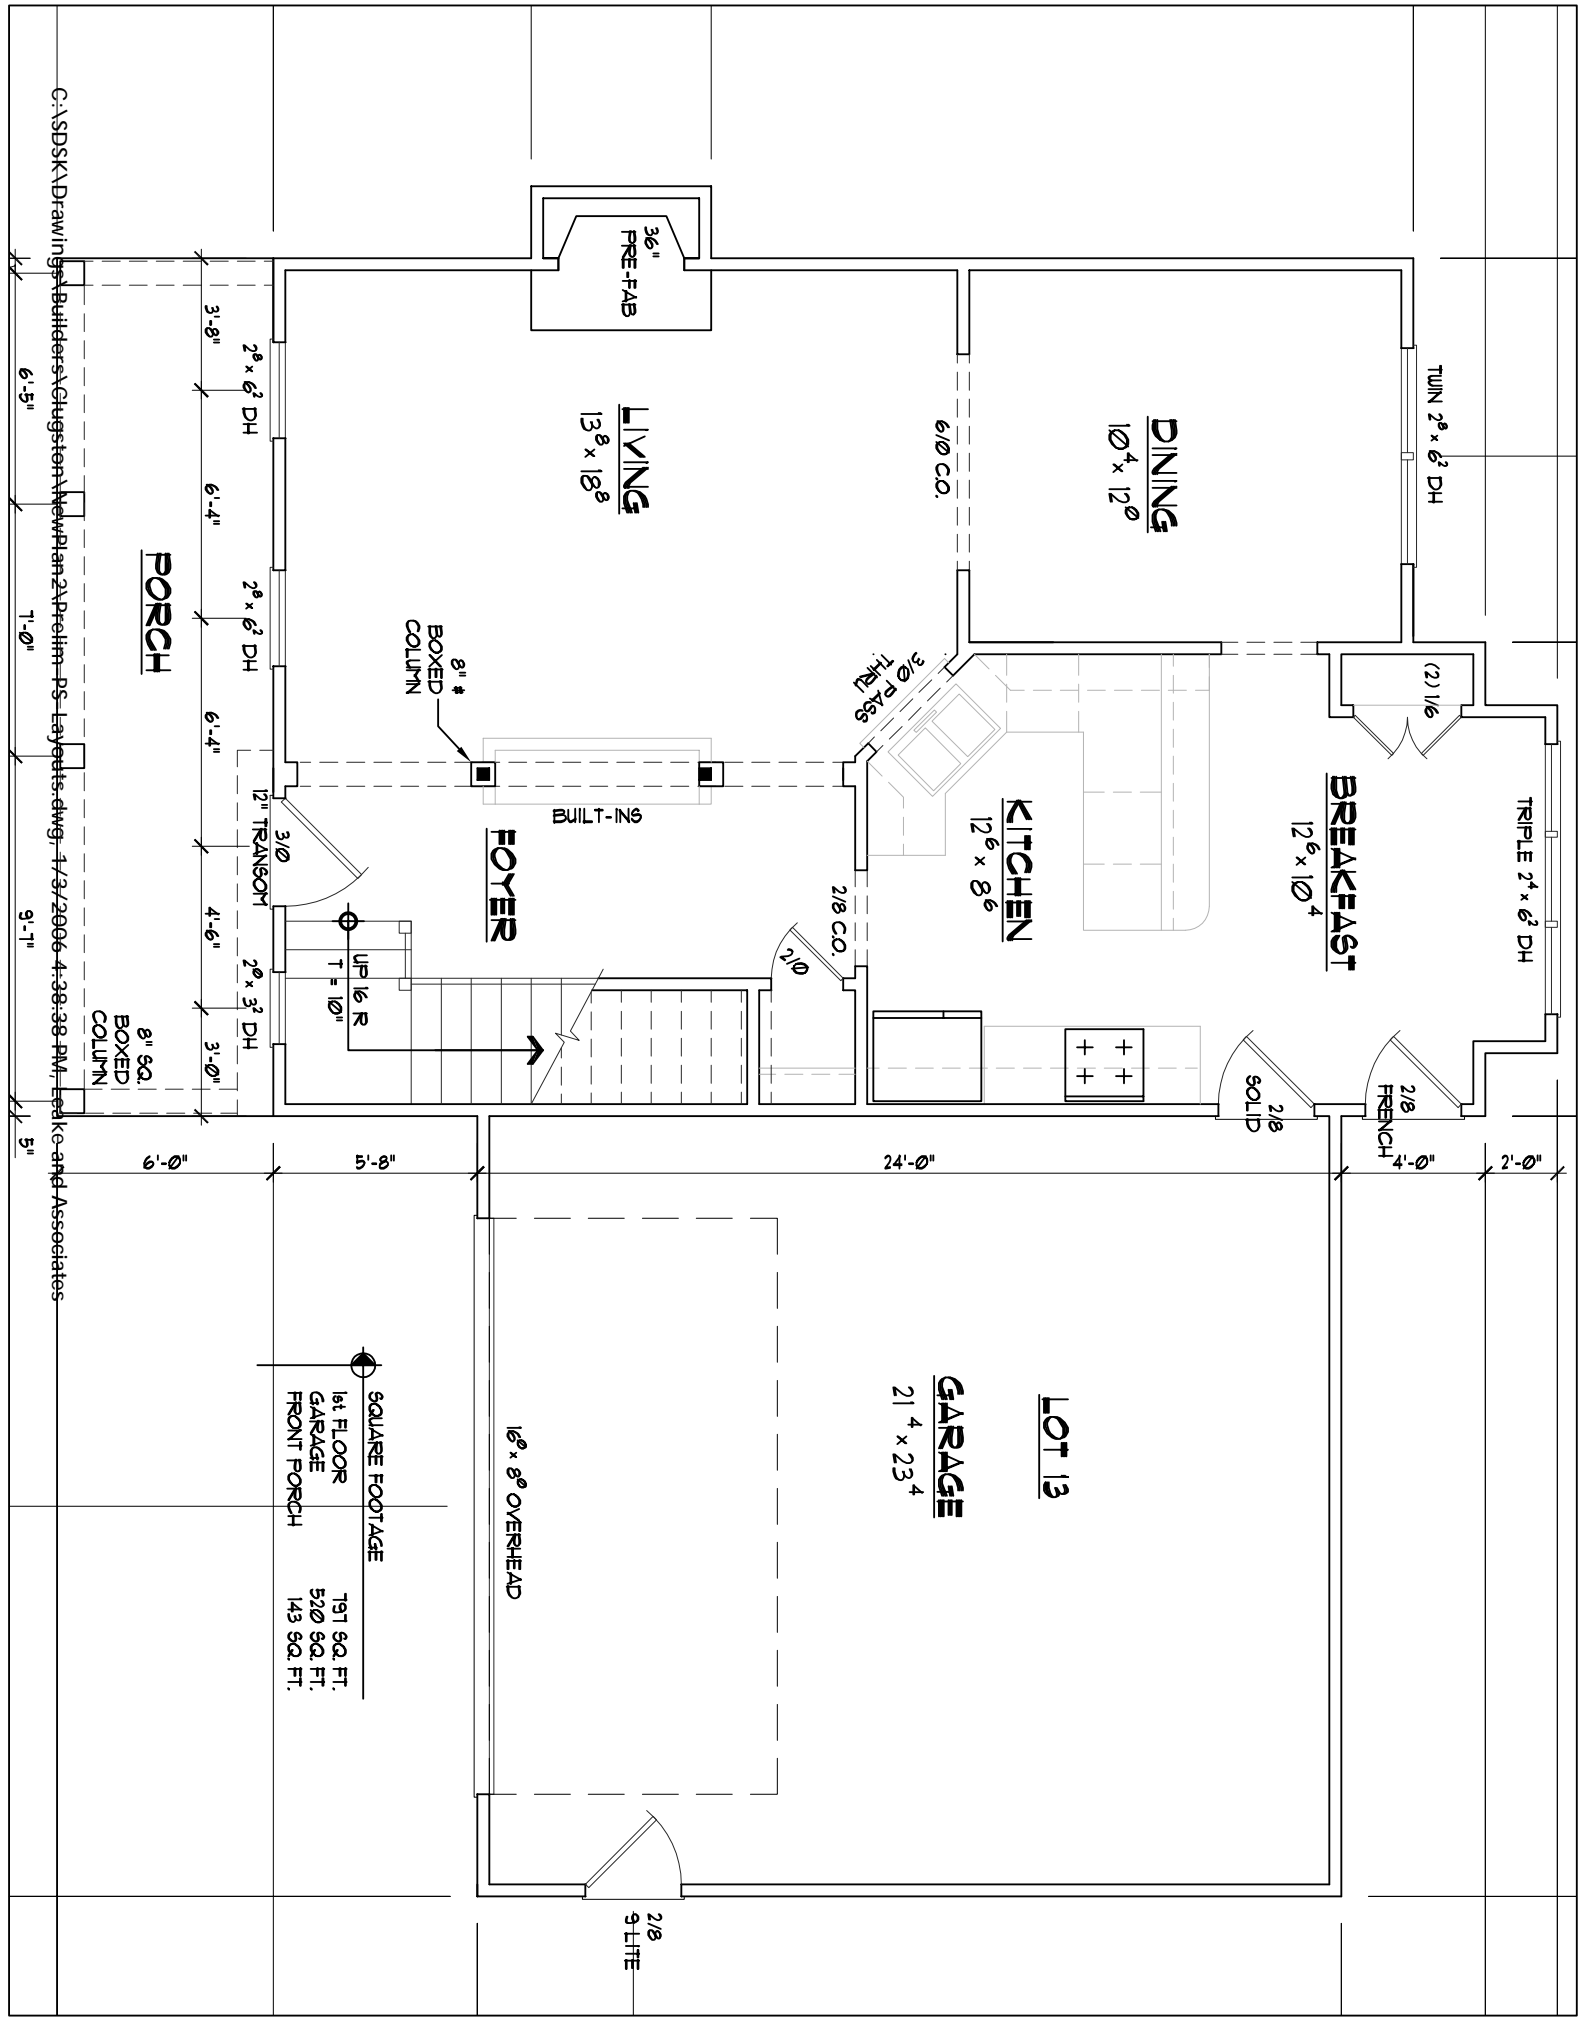 TRIPLE 2⁴ x 6² DH
2'-0"
TWIN 2⁸ x 6² DH
(2) 1/6
2/8
FRENCH
4'-0"
BREAKFAST
12⁶ x 10⁴
2/8
SOLID
DINING
10⁴ x 12⁰
LOT 13
KITCHEN
12⁶ x 8⁶
6/0 C.O.
3/0 PASS
THRU
24'-0"
GARAGE
21⁴ x 23⁴
2/8 C.O.
2/0
36"
PRE-FAB
LIVING
13⁸ x 18⁸
BUILT-INS
2/8
9 LITE
FOYER
16⁰ x 8⁰ OVERHEAD
8" #
BOXED
COLUMN
UP 16 R
T = 10"
5'-8"
SQUARE FOOTAGE
1st FLOOR 797 SQ. FT.
GARAGE 520 SQ. FT.
FRONT PORCH 143 SQ. FT.
3/0
12" TRANSOM
2⁸ x 6² DH
2⁸ x 6² DH
2⁰ x 3² DH
3'-8"
6'-4"
6'-4"
4'-6"
3'-0"
PORCH
6'-0"
8" SQ.
BOXED
COLUMN
C:\SDSK\Drawings\Builders\Clugston\NewPlan2\Prelim-PS-Layouts.dwg, 1/3/2006 4:38:38 PM, Leake and Associates
6'-5"
7'-0"
9'-7"
5"